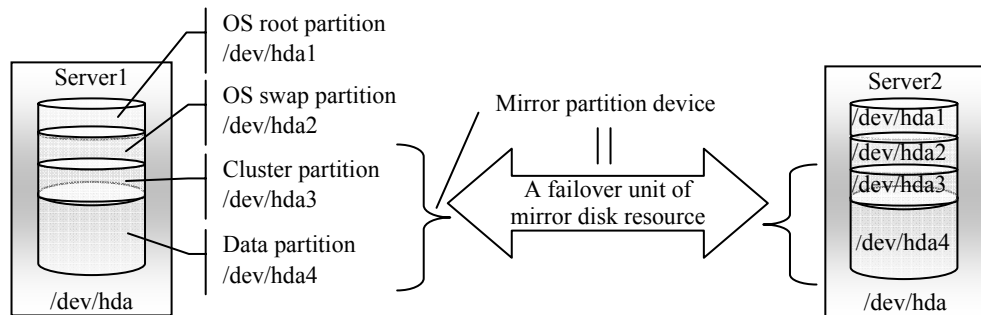 OS root partition
/dev/hda1
Server1
OS swap partition
/dev/hda2
Cluster partition
/dev/hda3
Data partition
/dev/hda4
/dev/hda
Mirror partition device
A failover unit of
mirror disk resource
Server2
/dev/hda1
/dev/hda2
/dev/hda3
/dev/hda4
/dev/hda